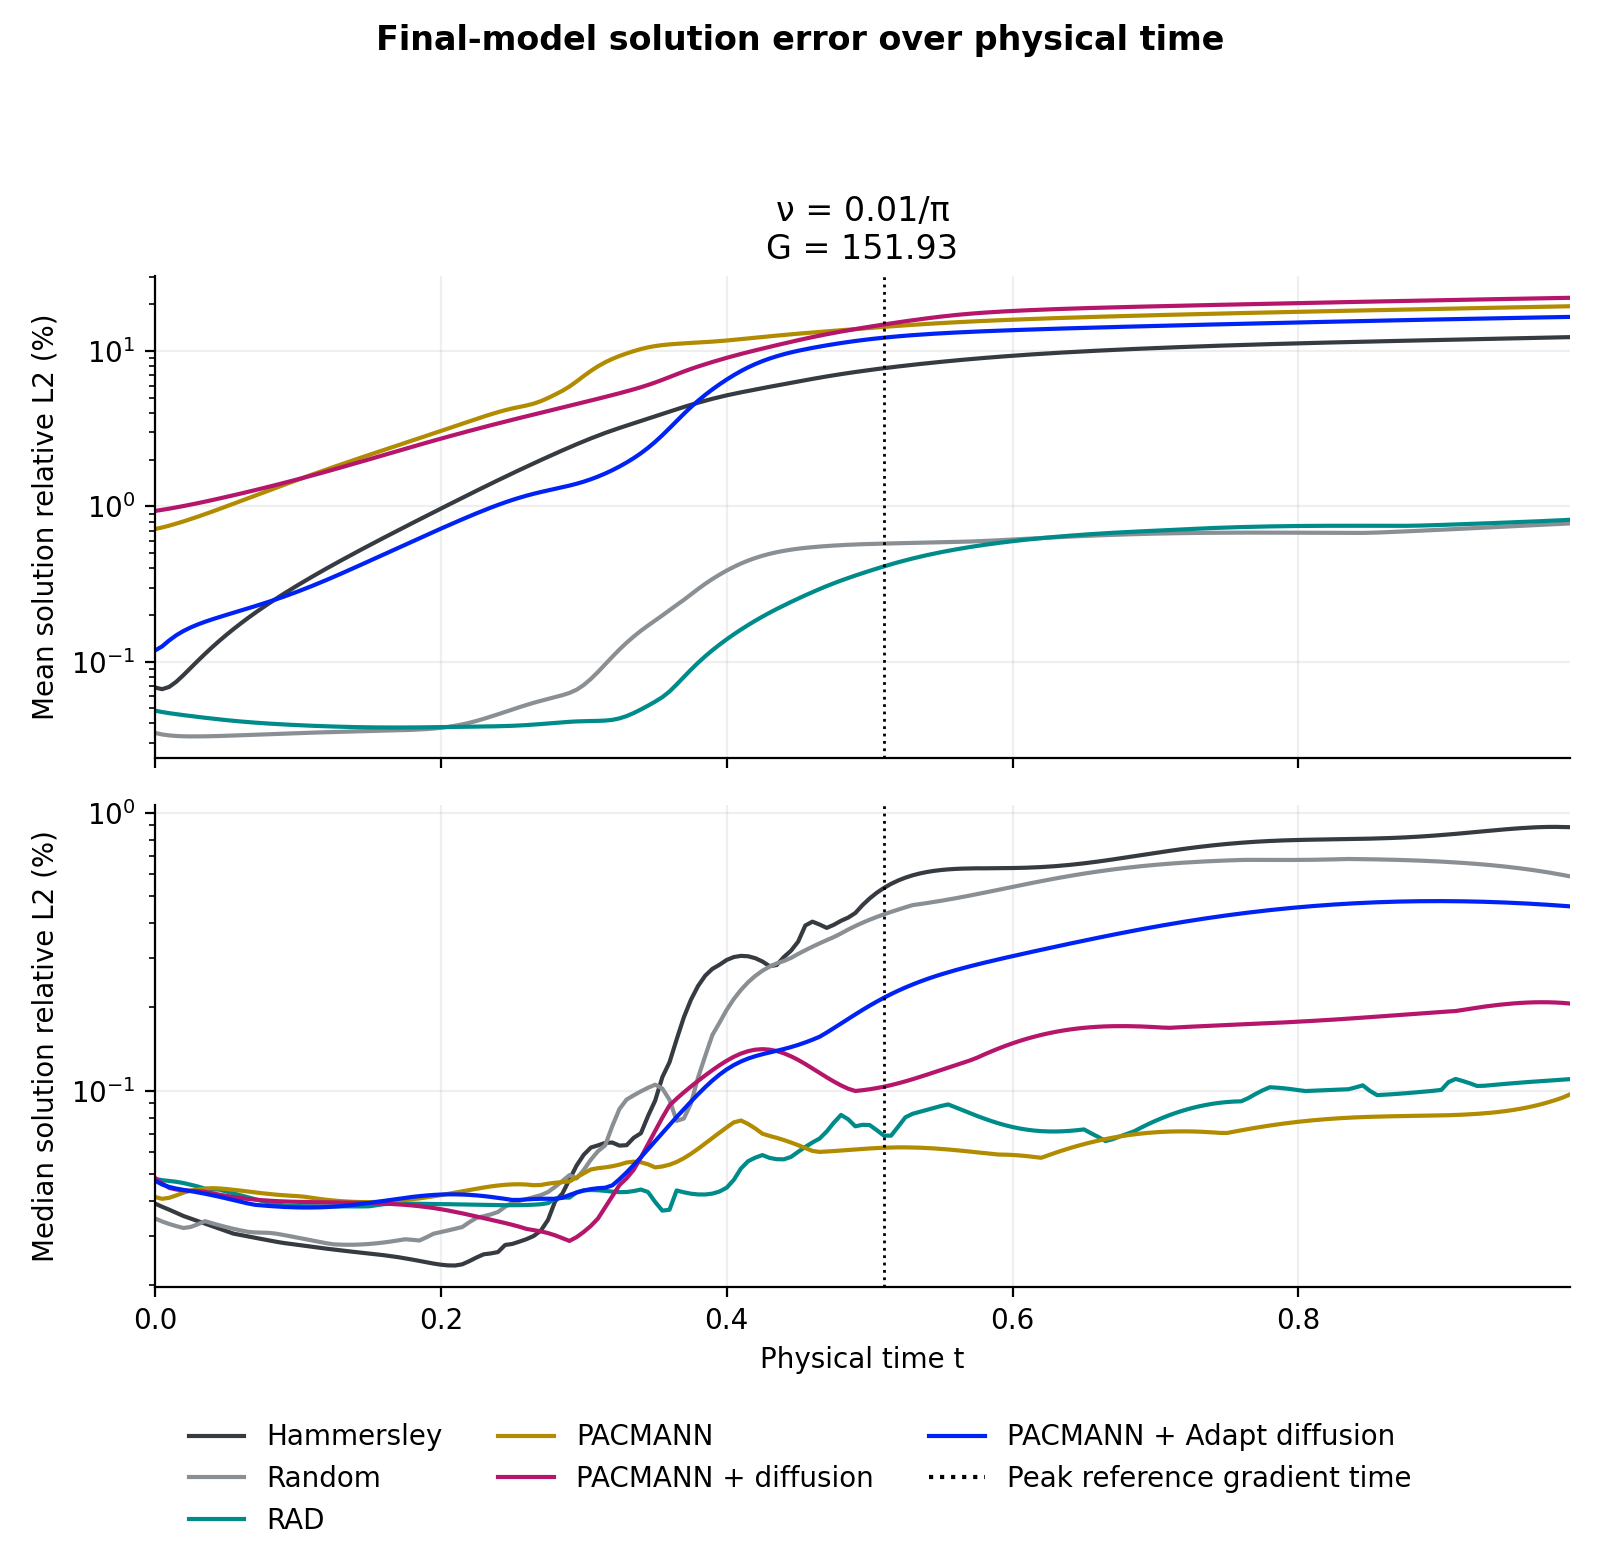 Final-model solution error over physical time
ν = 0.01/π
G = 151.93
Mean solution relative L2 (%)
10¹
10⁰
10⁻¹
Median solution relative L2 (%)
10⁰
10⁻¹
0.0 0.2 0.4 0.6 0.8
Physical time t
Hammersley PACMANN PACMANN + Adapt diffusion
Random PACMANN + diffusion Peak reference gradient time
RAD